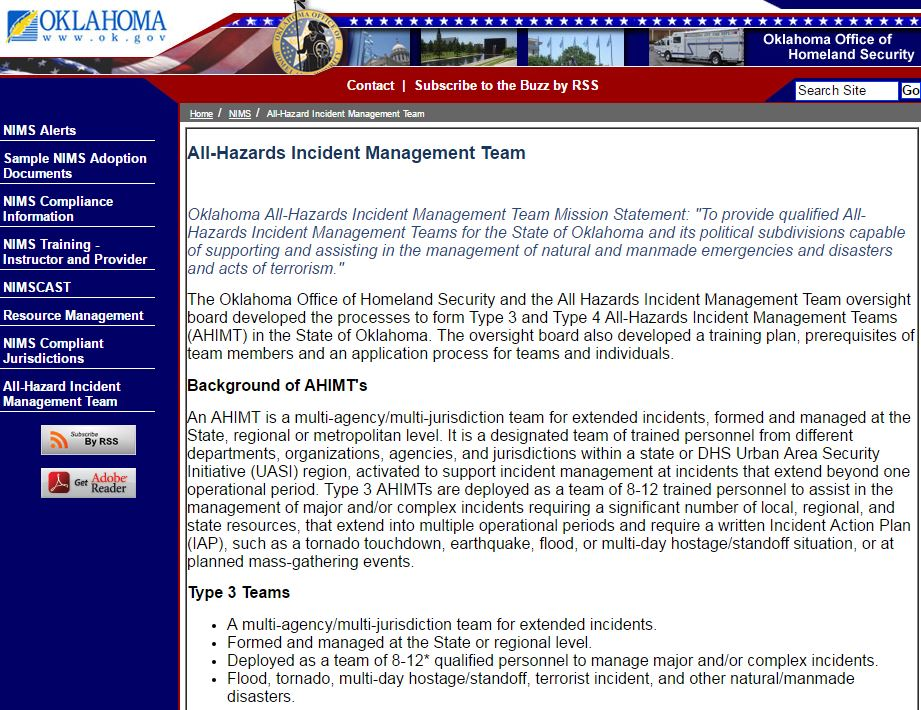 OKLAHOMA
www.ok.gov
Oklahoma Office of
Homeland Security
Contact | Subscribe to the Buzz by RSS
Search Site
Go
Home / NIMS / All-Hazard Incident Management Team
NIMS Alerts
Sample NIMS Adoption
Documents
NIMS Compliance
Information
NIMS Training -
Instructor and Provider
NIMSCAST
Resource Management
NIMS Compliant
Jurisdictions
All-Hazard Incident
Management Team
Subscribe
By RSS
Get Adobe
Reader
All-Hazards Incident Management Team
Oklahoma All-Hazards Incident Management Team Mission Statement: "To provide qualified All-
Hazards Incident Management Teams for the State of Oklahoma and its political subdivisions capable
of supporting and assisting in the management of natural and manmade emergencies and disasters
and acts of terrorism."
The Oklahoma Office of Homeland Security and the All Hazards Incident Management Team oversight
board developed the processes to form Type 3 and Type 4 All-Hazards Incident Management Teams
(AHIMT) in the State of Oklahoma. The oversight board also developed a training plan, prerequisites of
team members and an application process for teams and individuals.
Background of AHIMT's
An AHIMT is a multi-agency/multi-jurisdiction team for extended incidents, formed and managed at the
State, regional or metropolitan level. It is a designated team of trained personnel from different
departments, organizations, agencies, and jurisdictions within a state or DHS Urban Area Security
Initiative (UASI) region, activated to support incident management at incidents that extend beyond one
operational period. Type 3 AHIMTs are deployed as a team of 8-12 trained personnel to assist in the
management of major and/or complex incidents requiring a significant number of local, regional, and
state resources, that extend into multiple operational periods and require a written Incident Action Plan
(IAP), such as a tornado touchdown, earthquake, flood, or multi-day hostage/standoff situation, or at
planned mass-gathering events.
Type 3 Teams
• A multi-agency/multi-jurisdiction team for extended incidents.
• Formed and managed at the State or regional level.
• Deployed as a team of 8-12* qualified personnel to manage major and/or complex incidents.
• Flood, tornado, multi-day hostage/standoff, terrorist incident, and other natural/manmade
disasters.